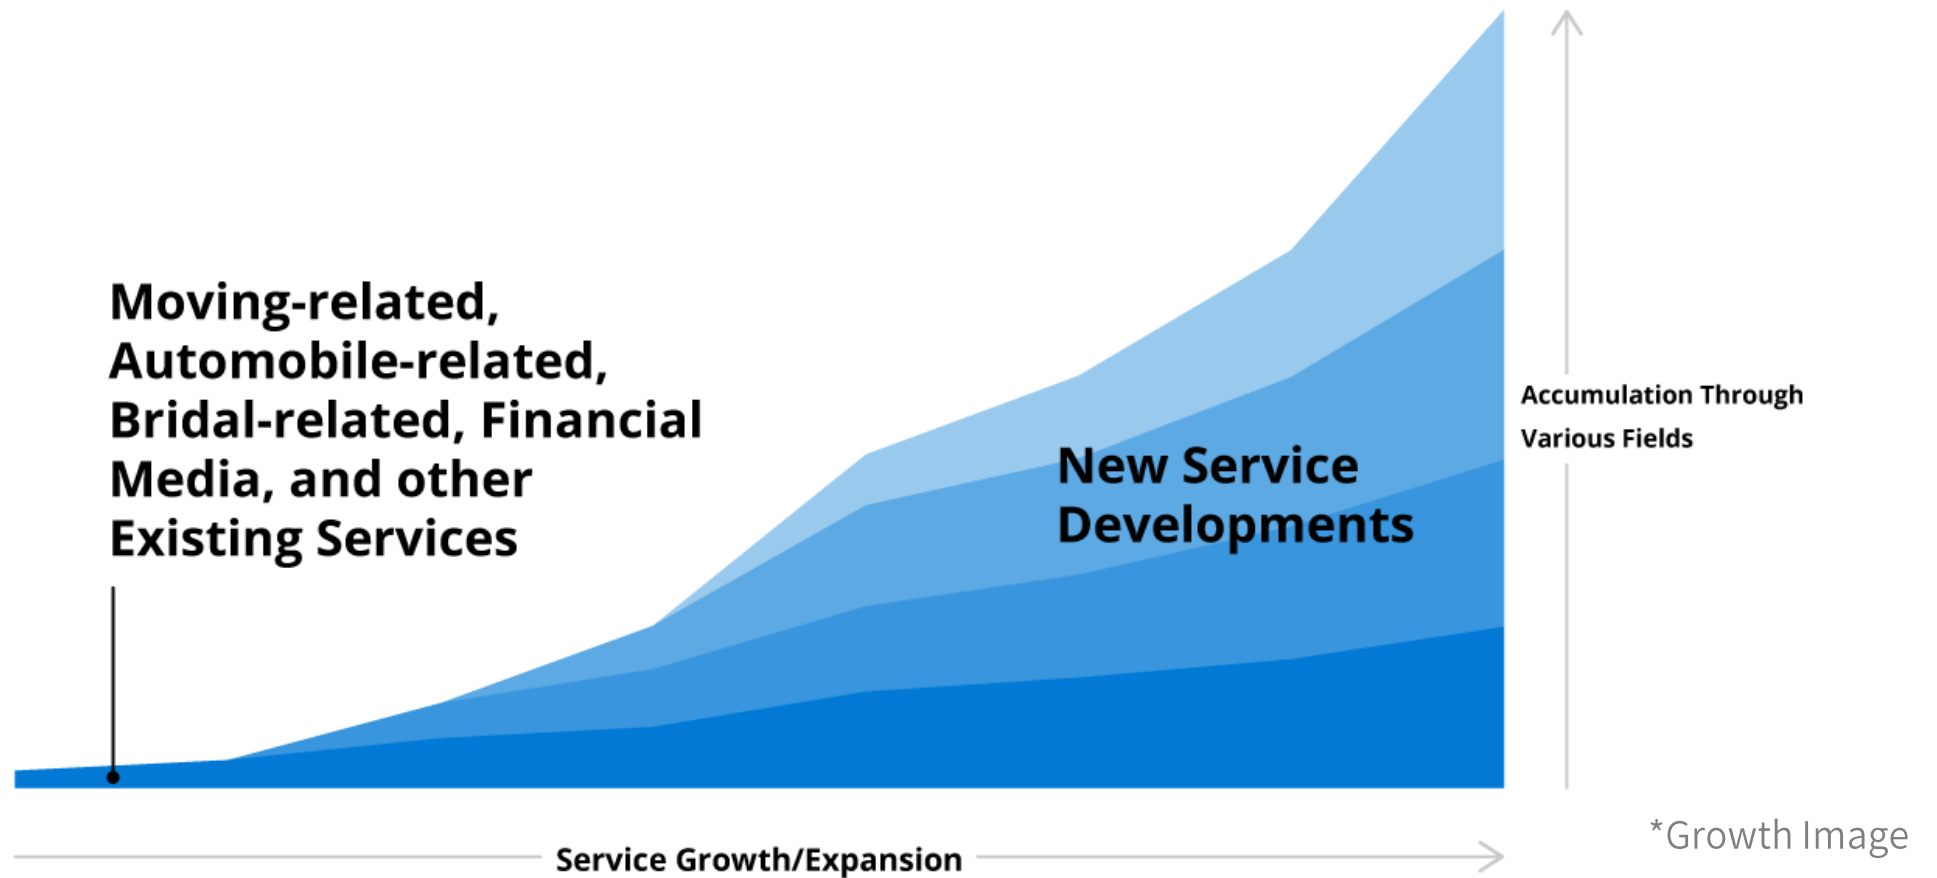 Moving-related,
Automobile-related,
Bridal-related, Financial
Media, and other
Existing Services
New Service
Developments
Accumulation Through
Various Fields
Service Growth/Expansion
*Growth Image